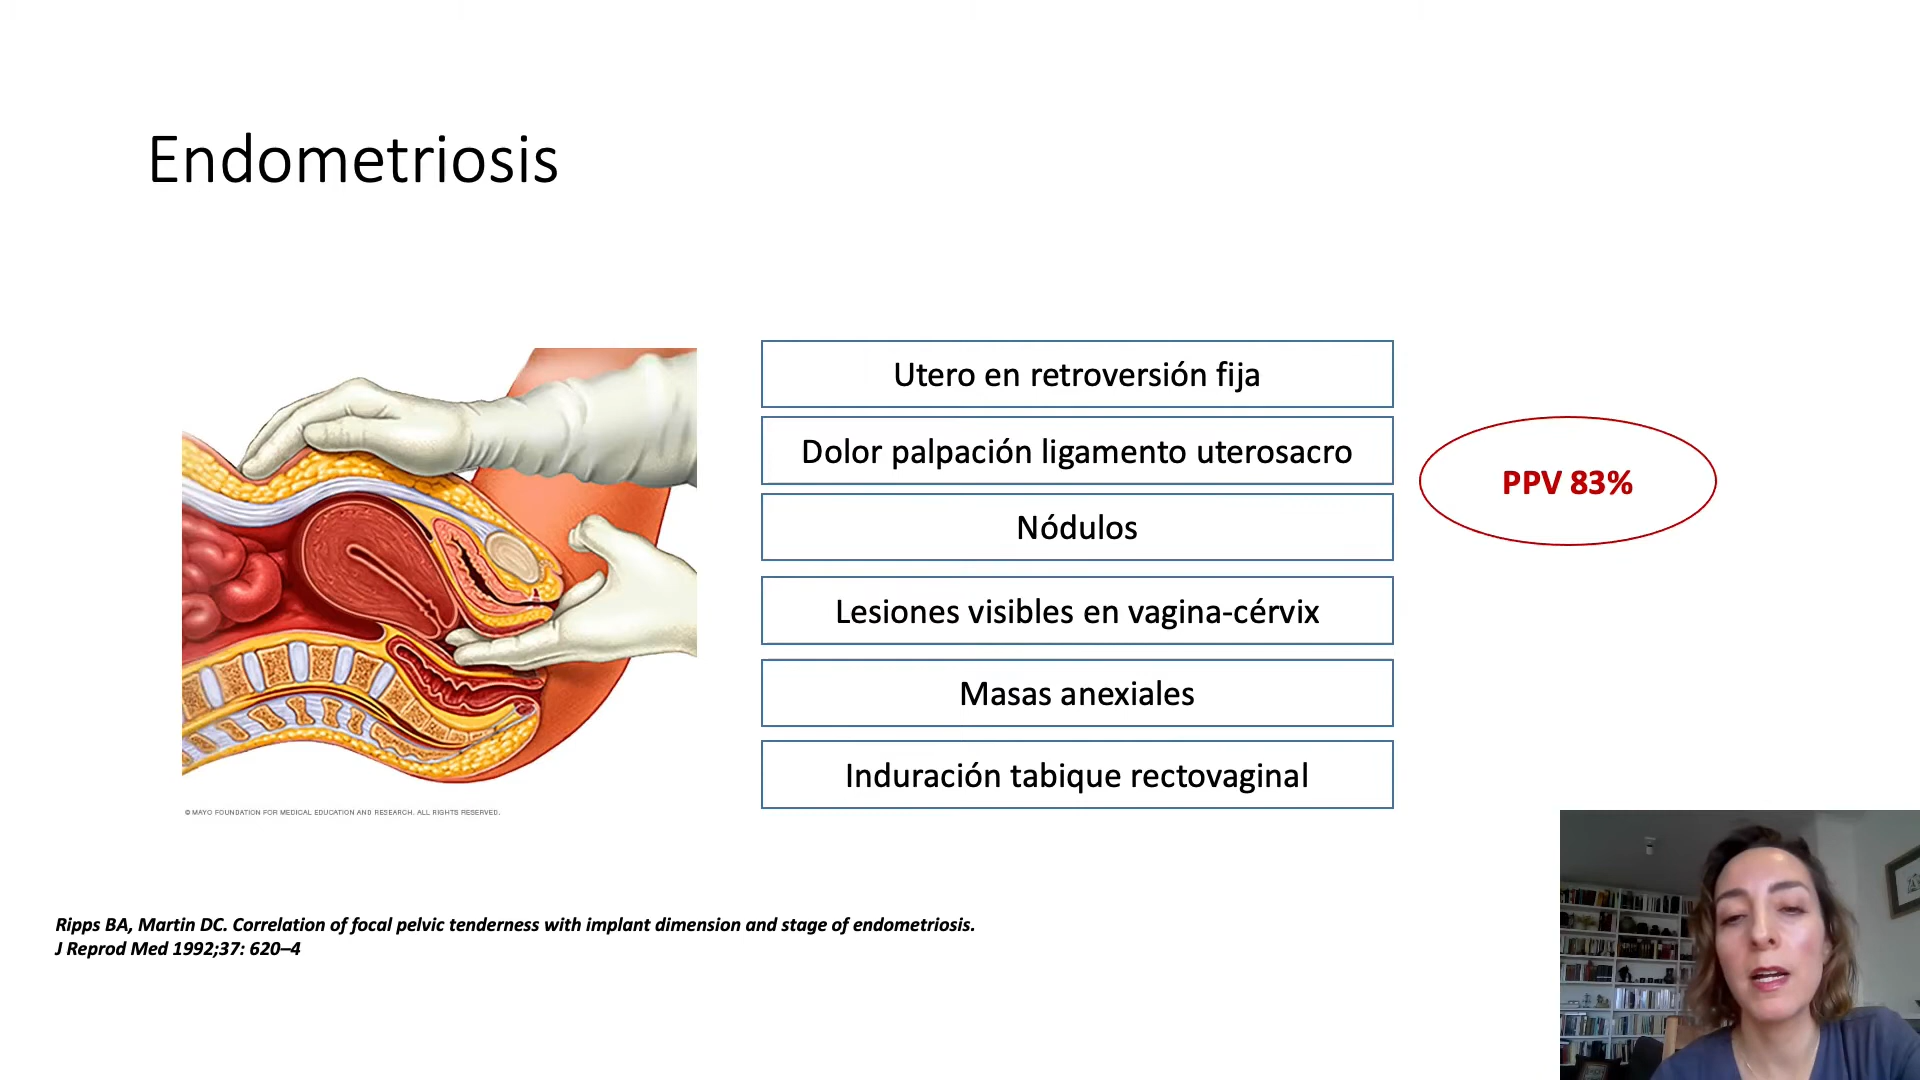 Endometriosis
Utero en retroversión fija
Dolor palpación ligamento uterosacro
Nódulos
Lesiones visibles en vagina-cérvix
Masas anexiales
Induración tabique rectovaginal
PPV 83%
© MAYO FOUNDATION FOR MEDICAL EDUCATION AND RESEARCH. ALL RIGHTS RESERVED.
Ripps BA, Martin DC. Correlation of focal pelvic tenderness with implant dimension and stage of endometriosis.
J Reprod Med 1992;37: 620–4